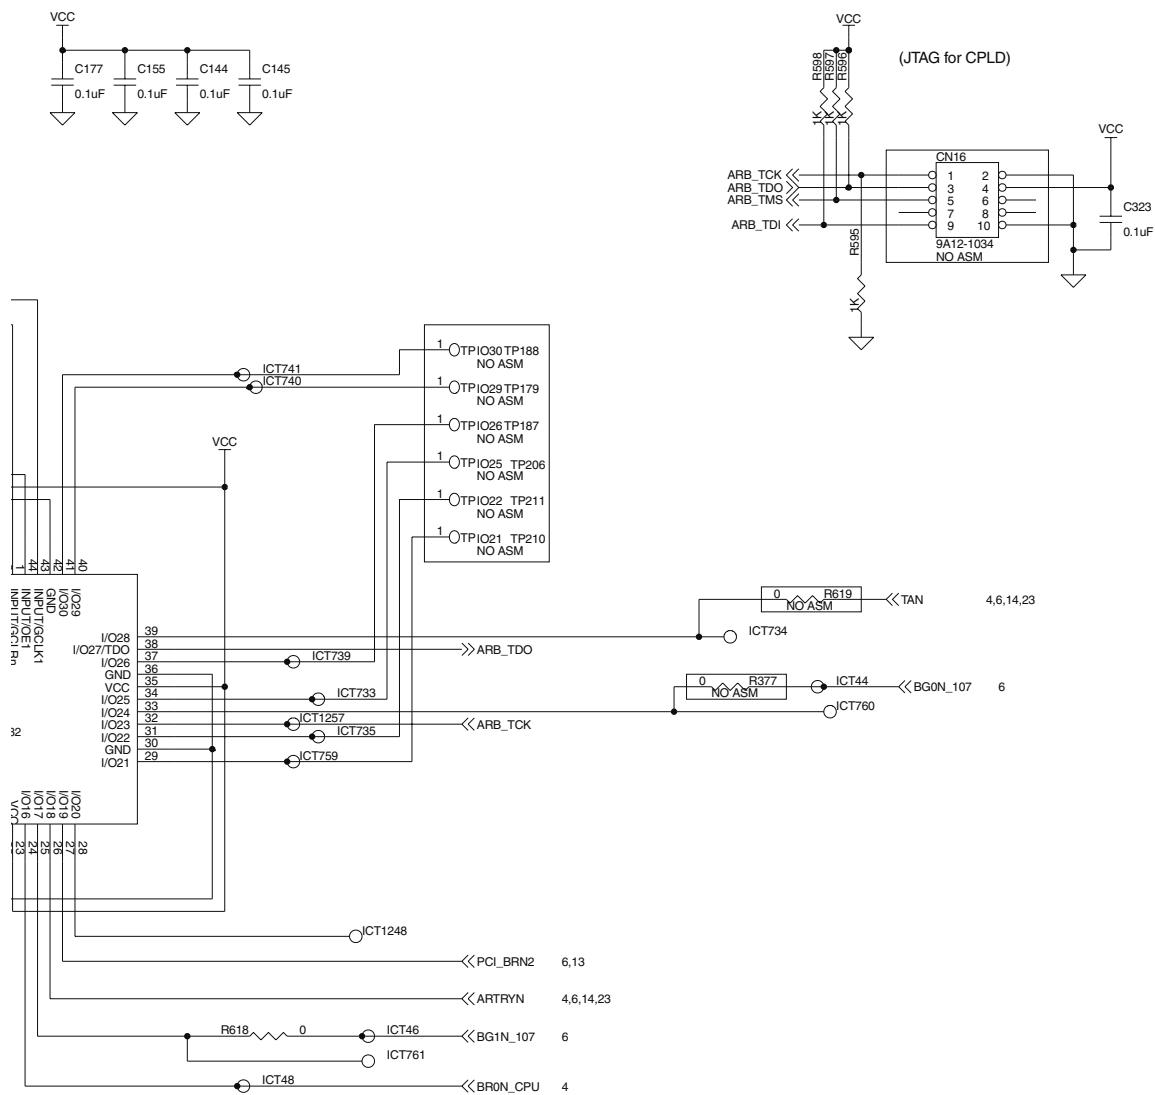 VCC
C177 C155 C144 C145
0.1uF 0.1uF 0.1uF 0.1uF
VCC
(JTAG for CPLD)
R598
R597
R596
1K
1K
1K
VCC
CN16
ARB_TCK 1 2
ARB_TDO 3 4
ARB_TMS 5 6
7 8
ARB_TDI 9 10
C323
0.1uF
9A12-1034
NO ASM
R595
1K
1 TPIO30 TP188
NO ASM
ICT741
ICT740
1 TPIO29 TP179
NO ASM
1 TPIO26 TP187
NO ASM
VCC
1 TPIO25 TP206
NO ASM
1 TPIO22 TP211
NO ASM
1 TPIO21 TP210
NO ASM
1
44
43
42
41
40
INPUT/OE1
INPUT/GCLK1
GND
I/O30
I/O29
0 R619 TAN 4,6,14,23
NO ASM
I/O28 39 ICT734
I/O27/TDO 38 ARB_TDO
I/O26 37 ICT739
GND 36
VCC 35 0 R377 ICT44 BG0N_107 6
NO ASM
I/O25 34 ICT733
I/O24 33 ICT760
I/O23 32 ICT1257 ARB_TCK
I/O22 31 ICT735
GND 30
I/O21 29 ICT759
VCC
I/O16
I/O17
I/O18
I/O19
I/O20
23
24
25
26
27
28
ICT1248
PCI_BRN2 6,13
ARTRYN 4,6,14,23
R618 0 ICT46 BG1N_107 6
ICT761
ICT48 BR0N_CPU 4